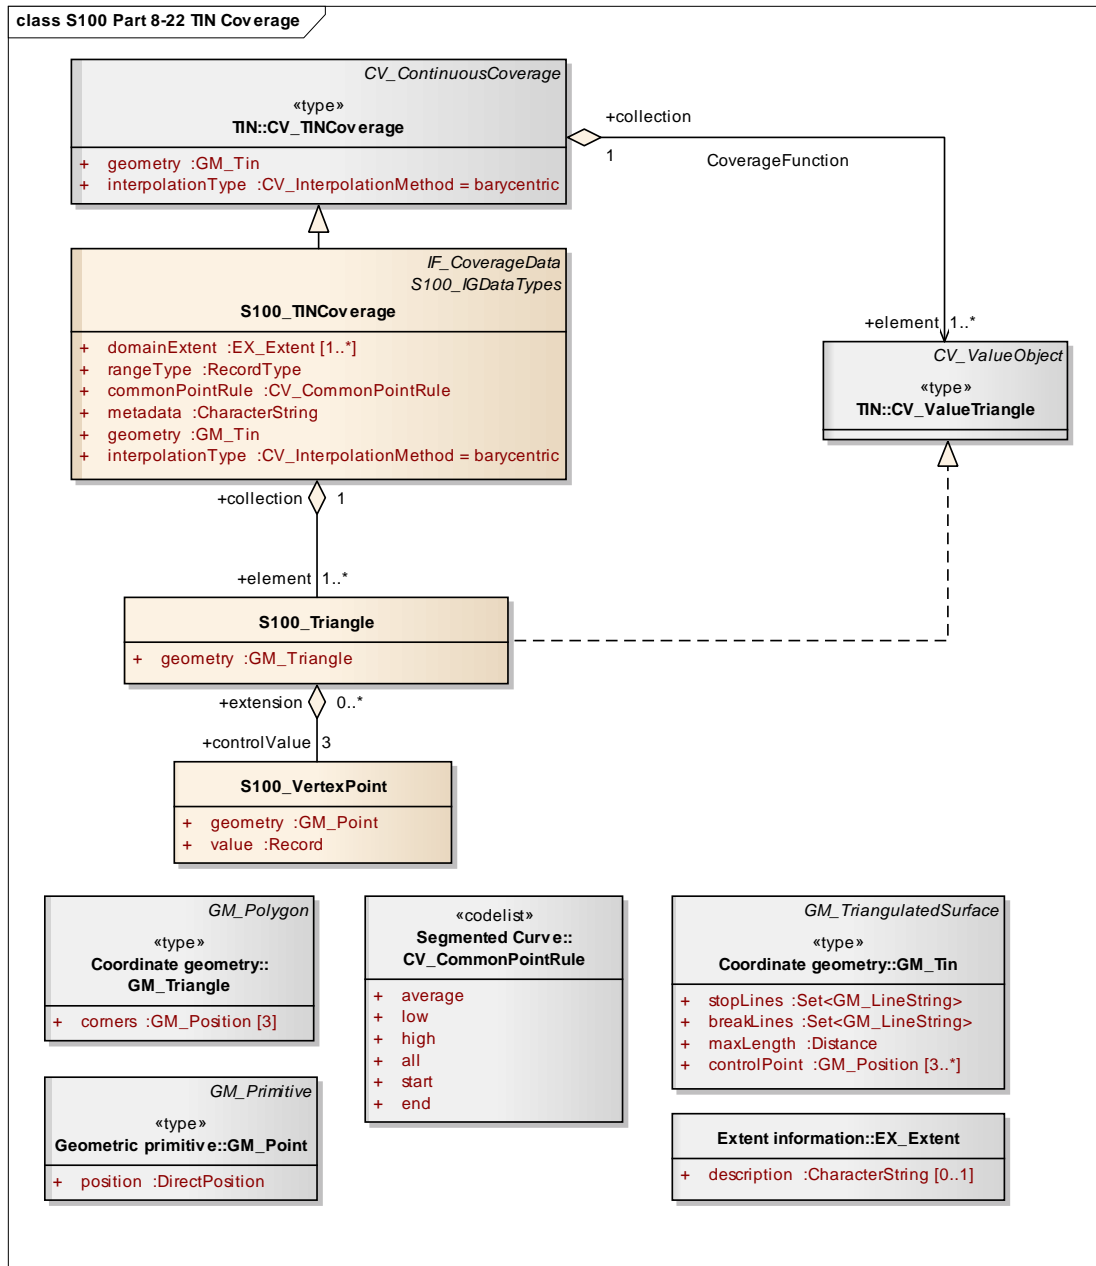 class S100 Part 8-22 TIN Coverage
CV_ContinuousCoverage
«type»
TIN::CV_TINCoverage
+ geometry :GM_Tin
+ interpolationType :CV_InterpolationMethod = barycentric
+collection
1
CoverageFunction
IF_CoverageData
S100_IGDataTypes
S100_TINCoverage
+ domainExtent :EX_Extent [1..*]
+ rangeType :RecordType
+ commonPointRule :CV_CommonPointRule
+ metadata :CharacterString
+ geometry :GM_Tin
+ interpolationType :CV_InterpolationMethod = barycentric
+element 1..*
CV_ValueObject
«type»
TIN::CV_ValueTriangle
+collection 1
+element 1..*
S100_Triangle
+ geometry :GM_Triangle
+extension 0..*
+controlValue 3
S100_VertexPoint
+ geometry :GM_Point
+ value :Record
GM_Polygon
«type»
Coordinate geometry::
GM_Triangle
+ corners :GM_Position [3]
«codelist»
Segmented Curve::
CV_CommonPointRule
+ average
+ low
+ high
+ all
+ start
+ end
GM_TriangulatedSurface
«type»
Coordinate geometry::GM_Tin
+ stopLines :Set<GM_LineString>
+ breakLines :Set<GM_LineString>
+ maxLength :Distance
+ controlPoint :GM_Position [3..*]
GM_Primitive
«type»
Geometric primitive::GM_Point
+ position :DirectPosition
Extent information::EX_Extent
+ description :CharacterString [0..1]